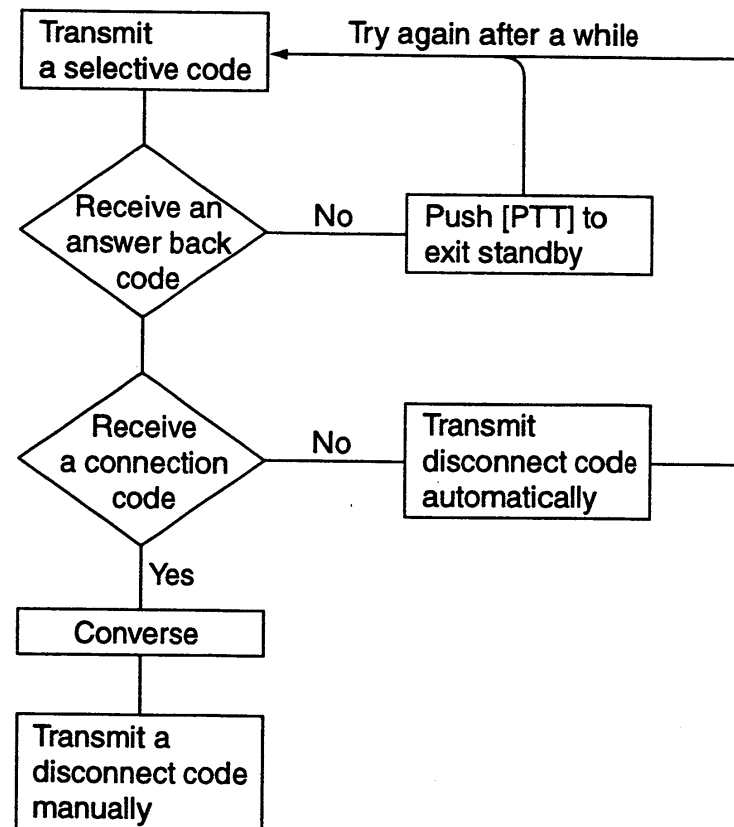 Transmit
a selective code
Try again after a while
Receive an
answer back
code
No
Push [PTT] to
exit standby
Receive
a connection
code
No
Transmit
disconnect code
automatically
Yes
Converse
Transmit a
disconnect code
manually